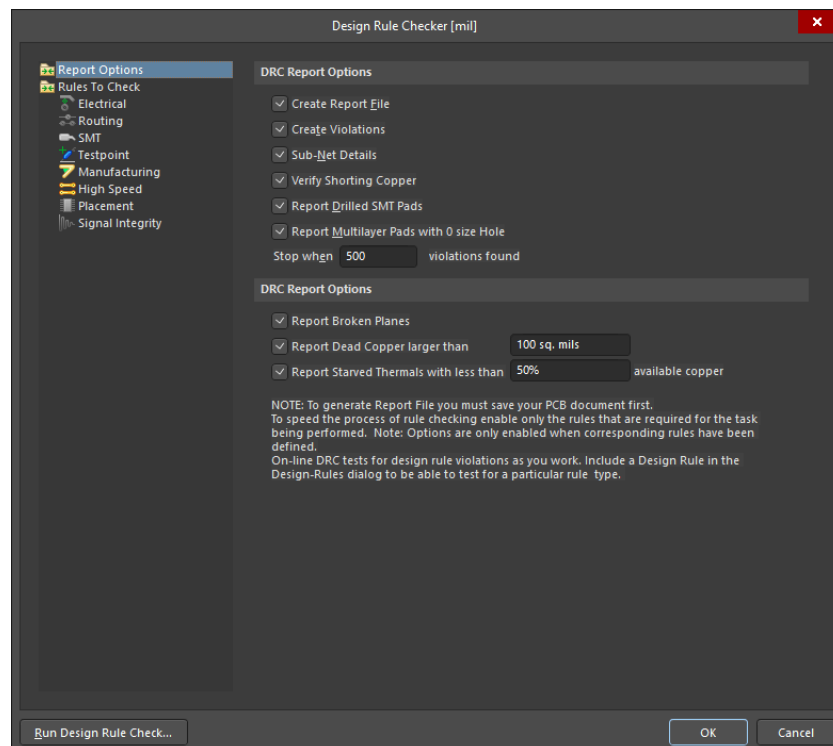 Design Rule Checker [mil]
Report Options
Rules To Check
Electrical
Routing
SMT
Testpoint
Manufacturing
High Speed
Placement
Signal Integrity
DRC Report Options
Create Report File
Create Violations
Sub-Net Details
Verify Shorting Copper
Report Drilled SMT Pads
Report Multilayer Pads with 0 size Hole
Stop when 500 violations found
DRC Report Options
Report Broken Planes
Report Dead Copper larger than 100 sq. mils
Report Starved Thermals with less than 50% available copper
NOTE: To generate Report File you must save your PCB document first.
To speed the process of rule checking enable only the rules that are required for the task
being performed. Note: Options are only enabled when corresponding rules have been
defined.
On-line DRC tests for design rule violations as you work. Include a Design Rule in the
Design-Rules dialog to be able to test for a particular rule type.
Run Design Rule Check... OK Cancel